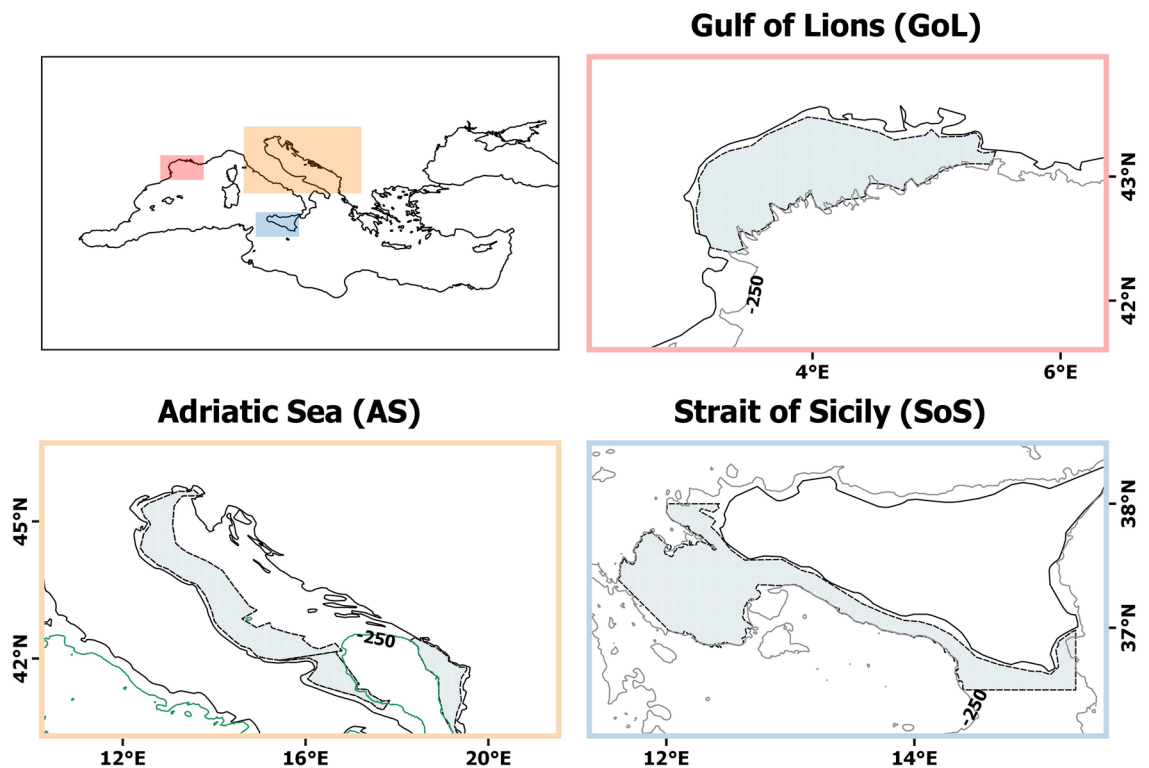 Gulf of Lions (GoL)
43°N
42°N
-250
4°E
6°E
Adriatic Sea (AS)
45°N
42°N
-250
12°E
16°E
20°E
Strait of Sicily (SoS)
38°N
37°N
-250
12°E
14°E